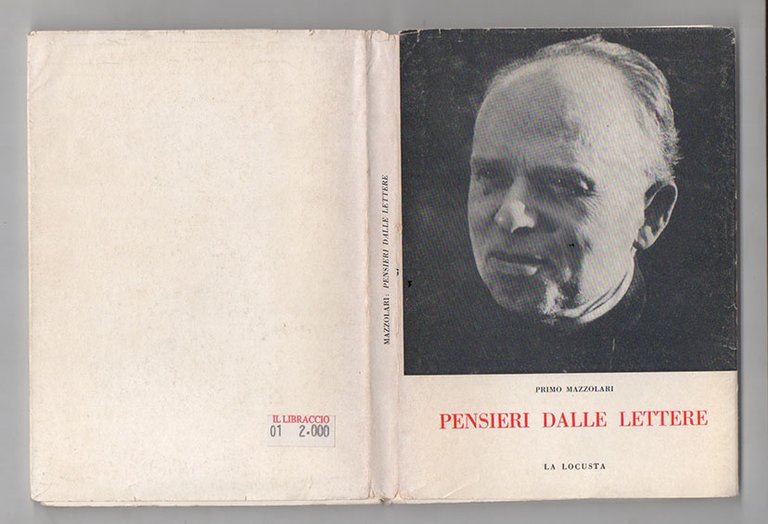 IL LIBRACCIO
01 2.000
MAZZOLARI: PENSIERI DALLE LETTERE
PRIMO MAZZOLARI
PENSIERI DALLE LETTERE
LA LOCUSTA